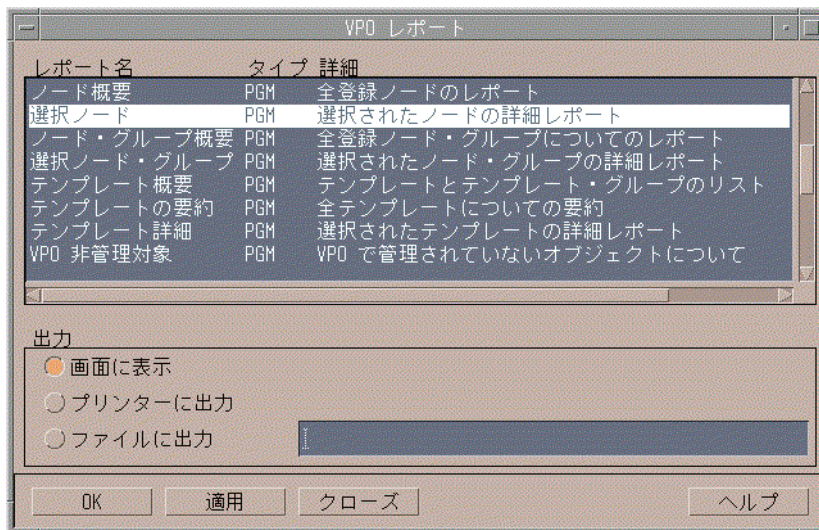 VPO レポート
レポート名 タイプ 詳細
ノード概要 PGM 全登録ノードのレポート
選択ノード PGM 選択されたノードの詳細レポート
ノード・グループ概要 PGM 全登録ノード・グループについてのレポート
選択ノード・グループ PGM 選択されたノード・グループの詳細レポート
テンプレート概要 PGM テンプレートとテンプレート・グループのリスト
テンプレートの要約 PGM 全テンプレートについての要約
テンプレート詳細 PGM 選択されたテンプレートの詳細レポート
VPO 非管理対象 PGM VPO で管理されていないオブジェクトについて
出力
画面に表示
プリンターに出力
ファイルに出力
OK 適用 クローズ ヘルプ